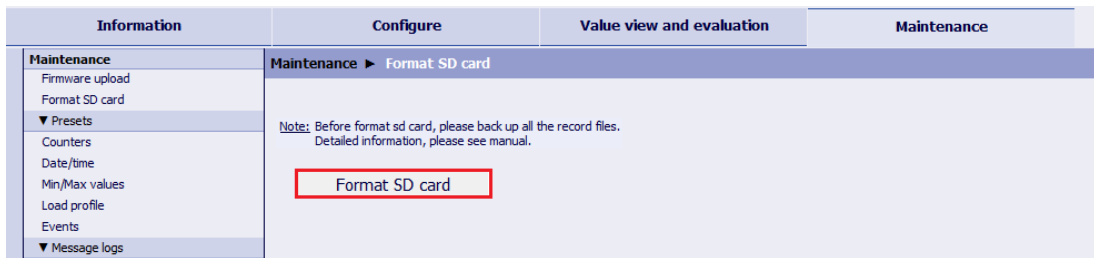 Information
Configure
Value view and evaluation
Maintenance
Maintenance
Firmware upload
Format SD card
▼ Presets
Counters
Date/time
Min/Max values
Load profile
Events
▼ Message logs
Maintenance ► Format SD card
Note: Before format sd card, please back up all the record files.
Detailed information, please see manual.
Format SD card